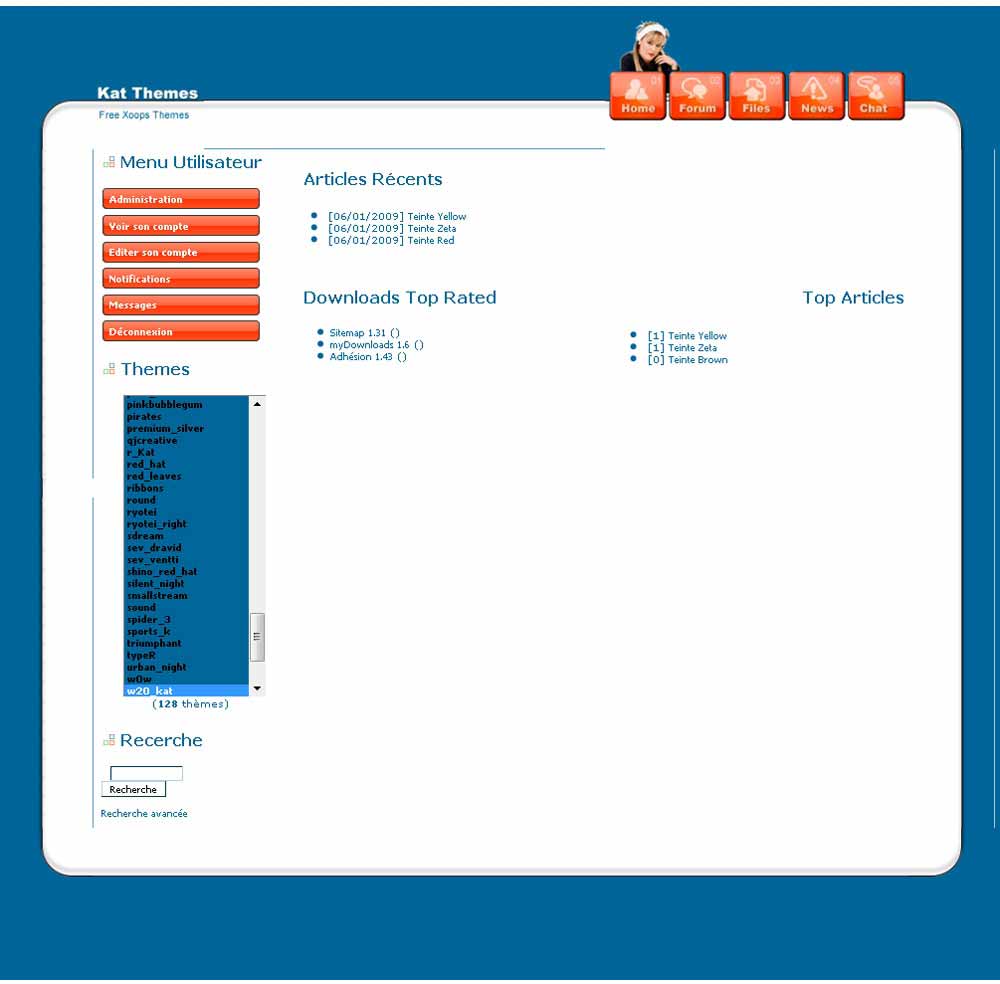 Kat Themes
Free Xoops Themes
01 02 03 04 05
Home Forum Files News Chat
Menu Utilisateur
Administration
Voir son compte
Editer son compte
Notifications
Messages
Déconnexion
Themes
pinkbubblegum
pirates
premium_silver
qjcreative
r_Kat
red_hat
red_leaves
ribbons
round
ryotei
ryotei_right
sdream
sev_dravid
sev_ventti
shino_red_hat
silent_night
smallstream
sound
spider_3
sports_k
triumphant
typeR
urban_night
w0w
w20_kat
(128 thèmes)
Recerche
Recherche
Recherche avancée
Articles Récents
[06/01/2009] Teinte Yellow
[06/01/2009] Teinte Zeta
[06/01/2009] Teinte Red
Downloads Top Rated
Sitemap 1.31 ()
myDownloads 1.6 ()
Adhésion 1.43 ()
Top Articles
[1] Teinte Yellow
[1] Teinte Zeta
[0] Teinte Brown